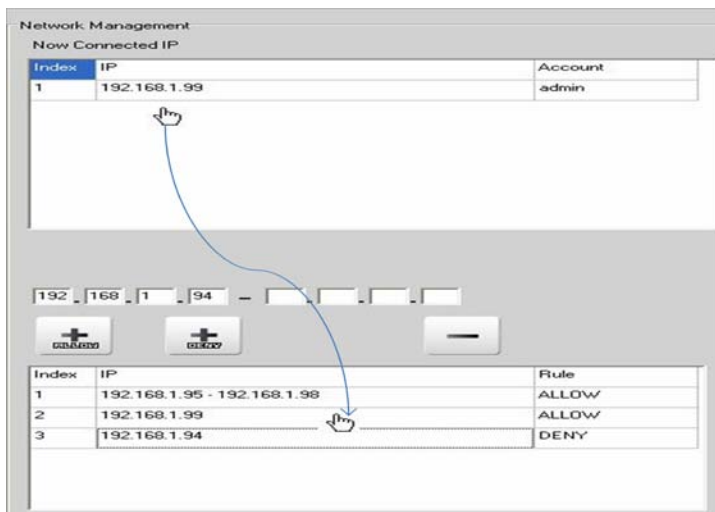 Network Management
Now Connected IP
Index IP Account
1 192.168.1.99 admin
192 . 168 . 1 . 94 - . . .
ALLOW DENY
Index IP Rule
1 192.168.1.95 - 192.168.1.98 ALLOW
2 192.168.1.99 ALLOW
3 192.168.1.94 DENY